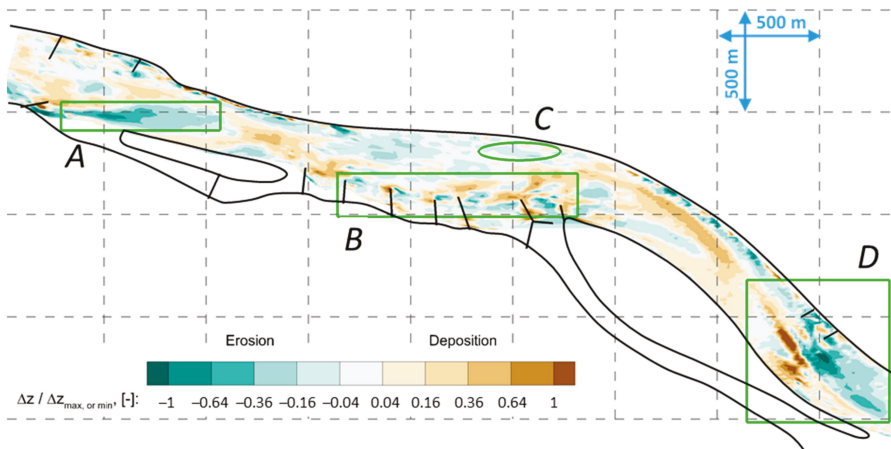 500 m
500 m
C
A
B
D
Erosion Deposition
Δz / Δzmax, or min, [-]: –1 –0.64 –0.36 –0.16 –0.04 0.04 0.16 0.36 0.64 1